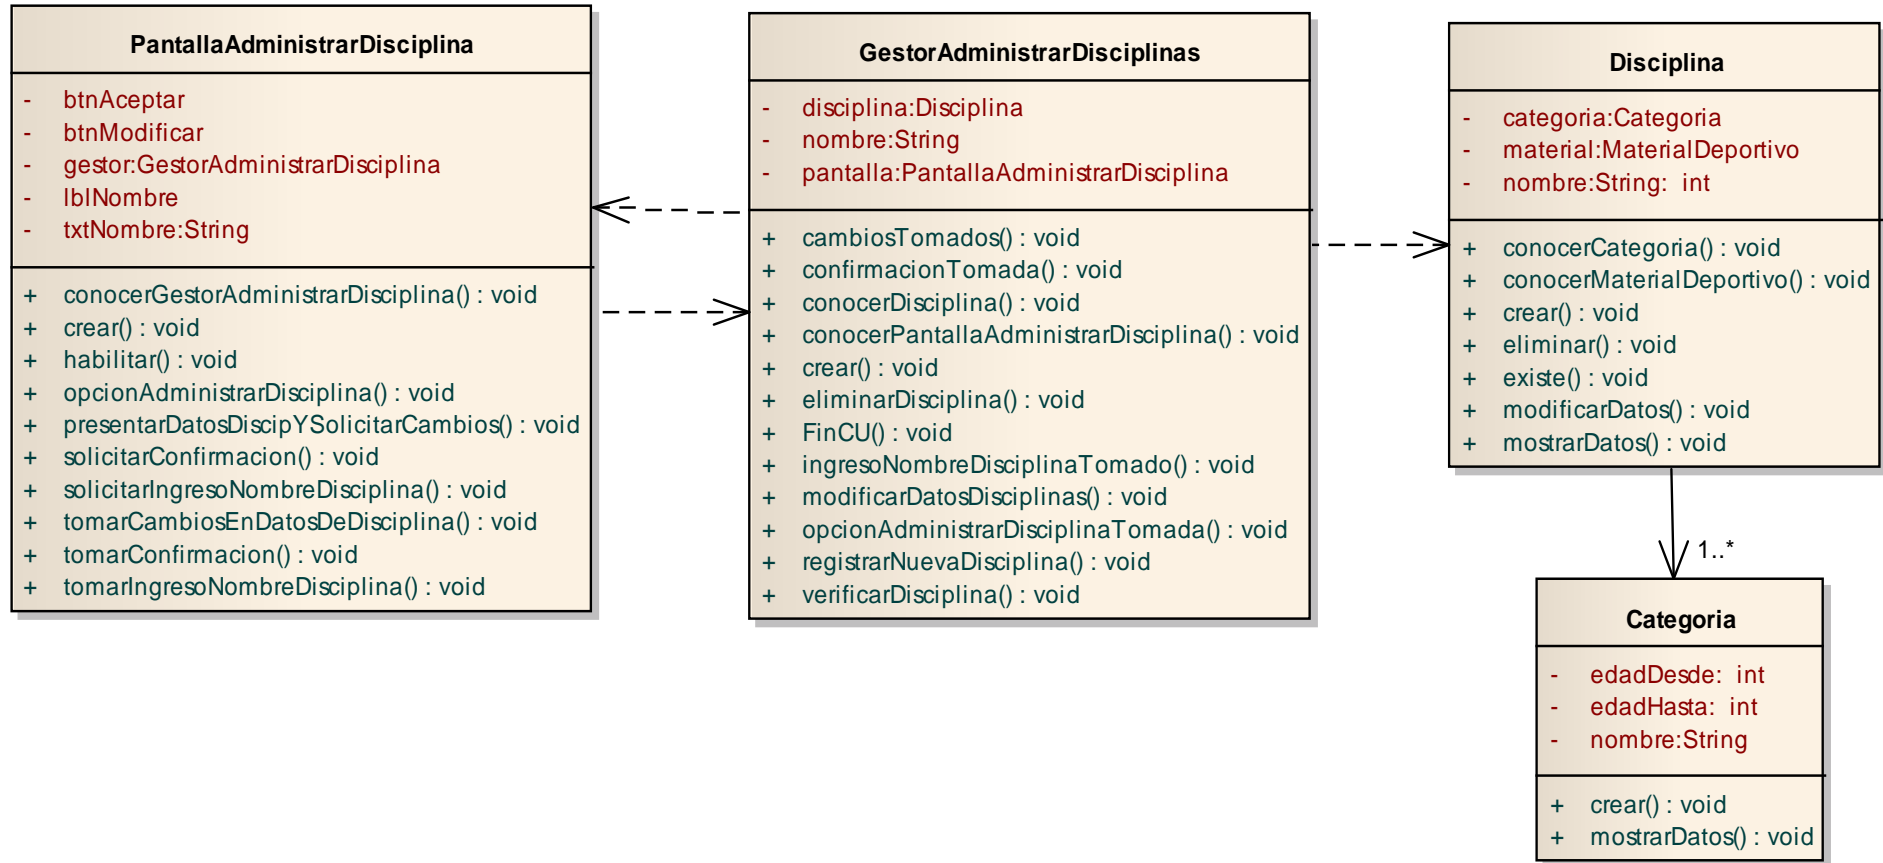 PantallaAdministrarDisciplina
- btnAceptar
- btnModificar
- gestor:GestorAdministrarDisciplina
- lblNombre
- txtNombre:String
+ conocerGestorAdministrarDisciplina() : void
+ crear() : void
+ habilitar() : void
+ opcionAdministrarDisciplina() : void
+ presentarDatosDiscipYSolicitarCambios() : void
+ solicitarConfirmacion() : void
+ solicitarIngresoNombreDisciplina() : void
+ tomarCambiosEnDatosDeDisciplina() : void
+ tomarConfirmacion() : void
+ tomarIngresoNombreDisciplina() : void
GestorAdministrarDisciplinas
- disciplina:Disciplina
- nombre:String
- pantalla:PantallaAdministrarDisciplina
+ cambiosTomados() : void
+ confirmacionTomada() : void
+ conocerDisciplina() : void
+ conocerPantallaAdministrarDisciplina() : void
+ crear() : void
+ eliminarDisciplina() : void
+ FinCU() : void
+ ingresoNombreDisciplinaTomado() : void
+ modificarDatosDisciplinas() : void
+ opcionAdministrarDisciplinaTomada() : void
+ registrarNuevaDisciplina() : void
+ verificarDisciplina() : void
Disciplina
- categoria:Categoria
- material:MaterialDeportivo
- nombre:String: int
+ conocerCategoria() : void
+ conocerMaterialDeportivo() : void
+ crear() : void
+ eliminar() : void
+ existe() : void
+ modificarDatos() : void
+ mostrarDatos() : void
1..*
Categoria
- edadDesde: int
- edadHasta: int
- nombre:String
+ crear() : void
+ mostrarDatos() : void